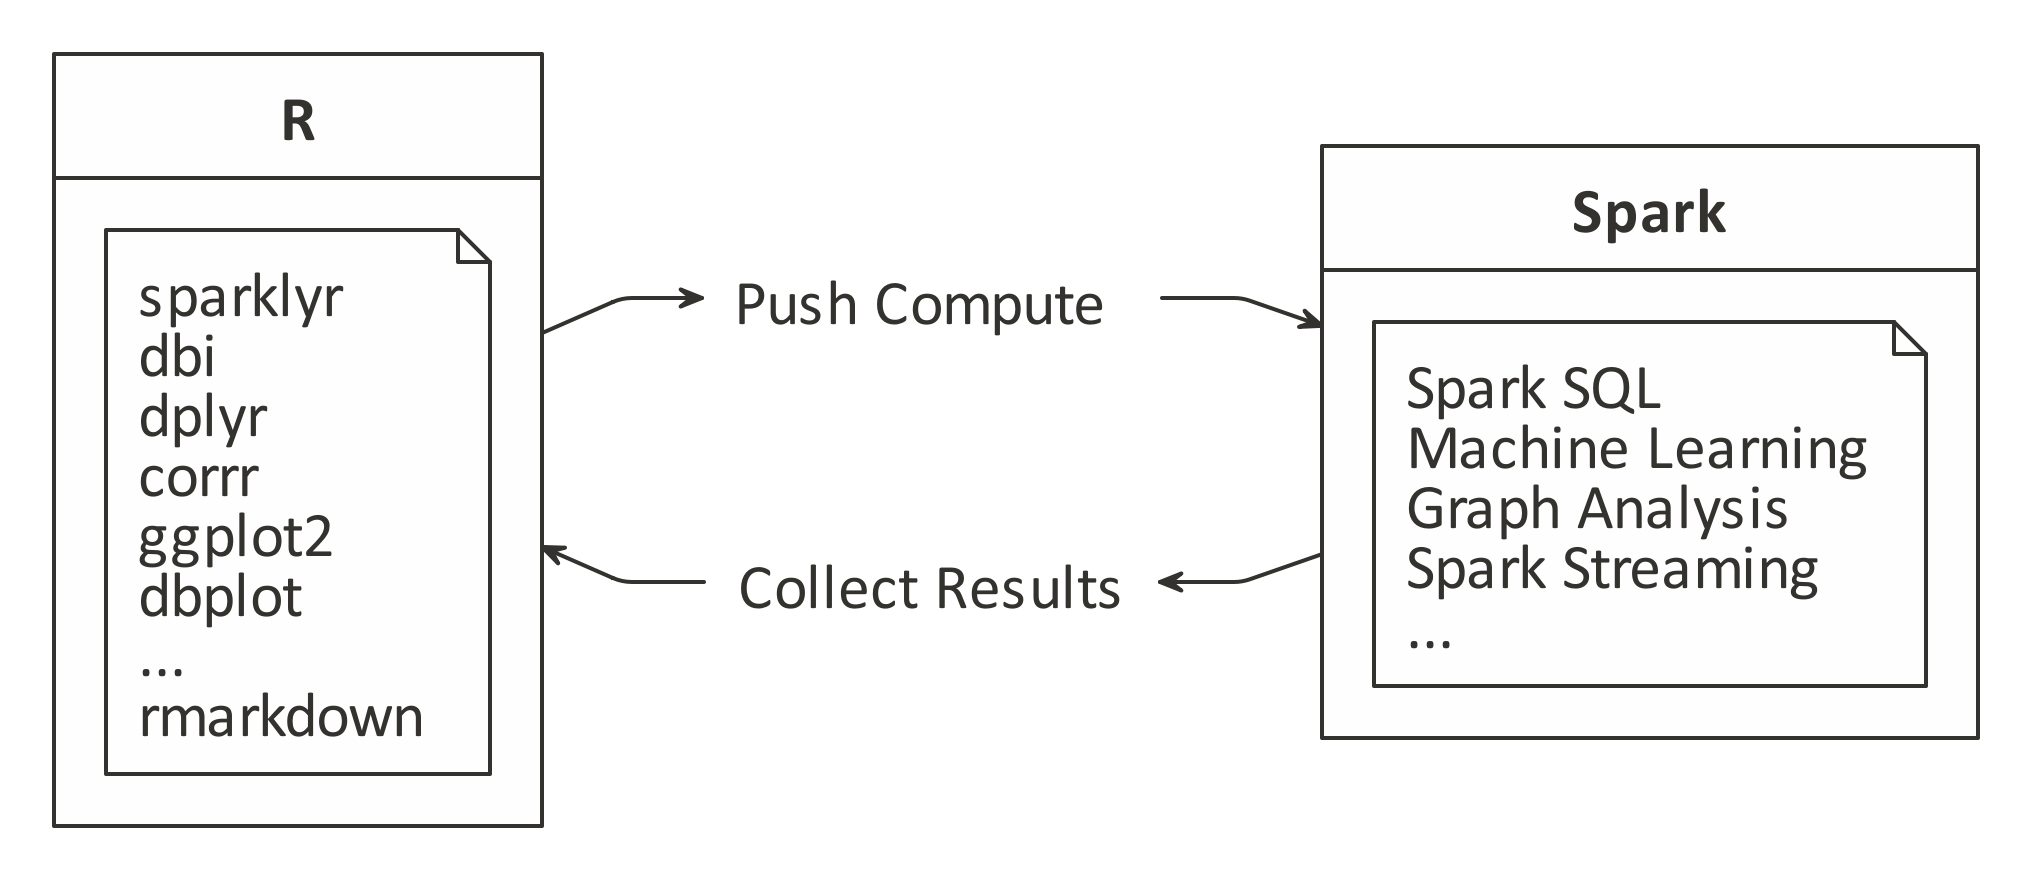 R
sparklyr
dbi
dplyr
corrr
ggplot2
dbplot
...
rmarkdown
Push Compute
Collect Results
Spark
Spark SQL
Machine Learning
Graph Analysis
Spark Streaming
...